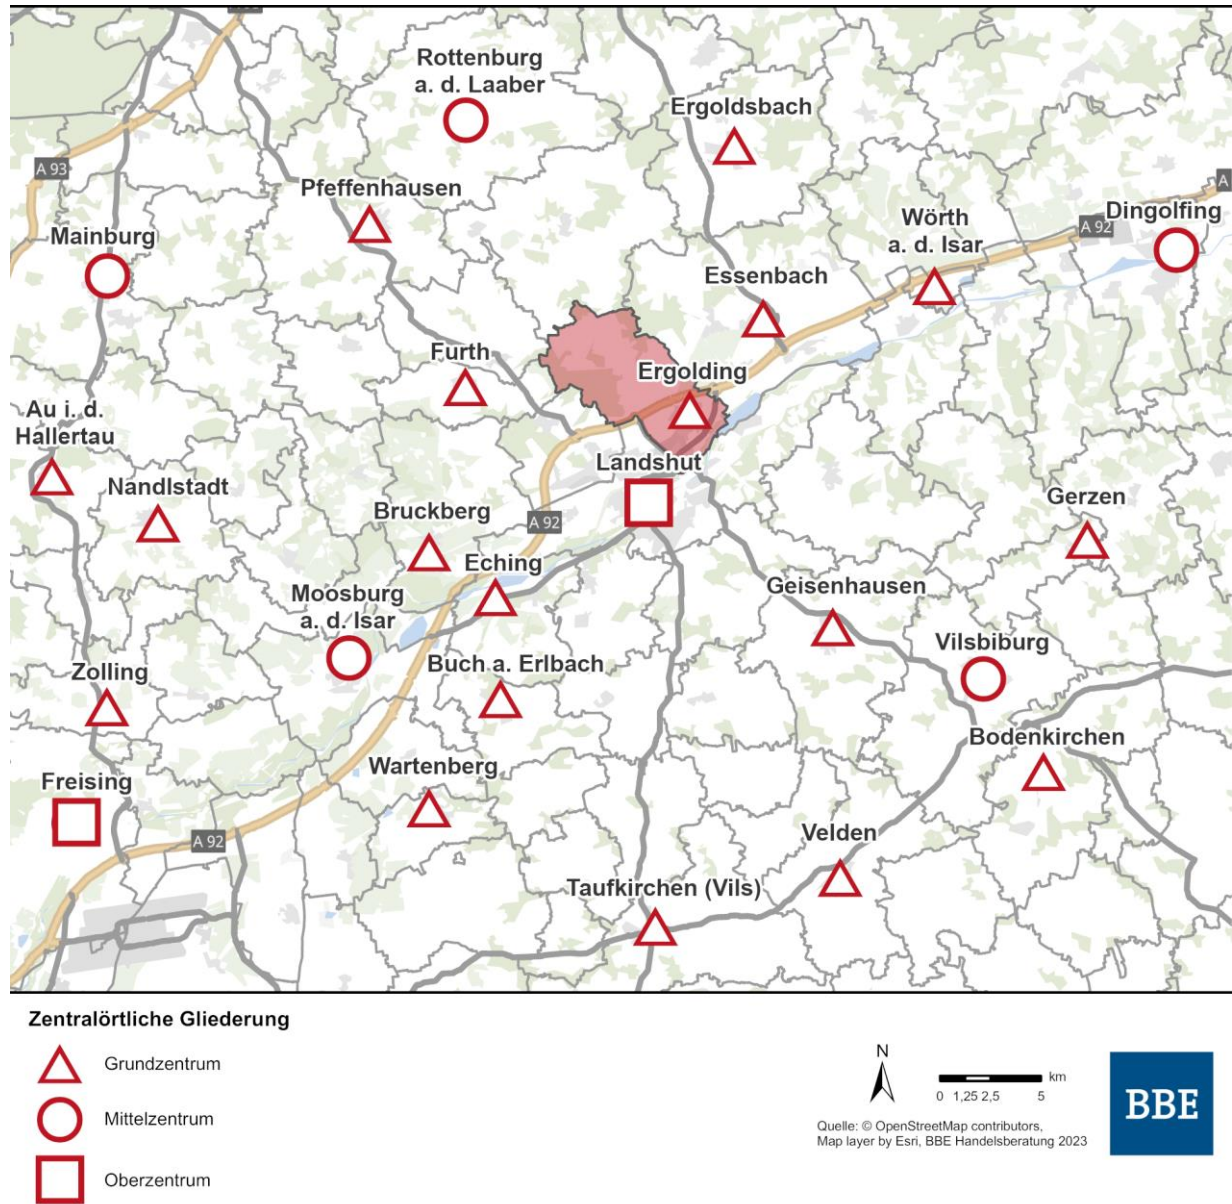 Rottenburg
a. d. Laaber
Ergoldsbach
A 93
Pfeffenhausen
Mainburg
Wörth
a. d. Isar
A 92
Dingolfing
A
Essenbach
Furth
Ergolding
Au i. d.
Hallertau
Landshut
Nandlstadt
Bruckberg
A 92
Gerzen
Eching
Moosburg
a. d. Isar
Geisenhausen
Vilsbiburg
Zolling
Buch a. Erlbach
Bodenkirchen
Freising
Wartenberg
A 92
Velden
Taufkirchen (Vils)
Zentralörtliche Gliederung
Grundzentrum
Mittelzentrum
Oberzentrum
N
km
0 1,25 2,5 5
Quelle: © OpenStreetMap contributors,
Map layer by Esri, BBE Handelsberatung 2023
BBE